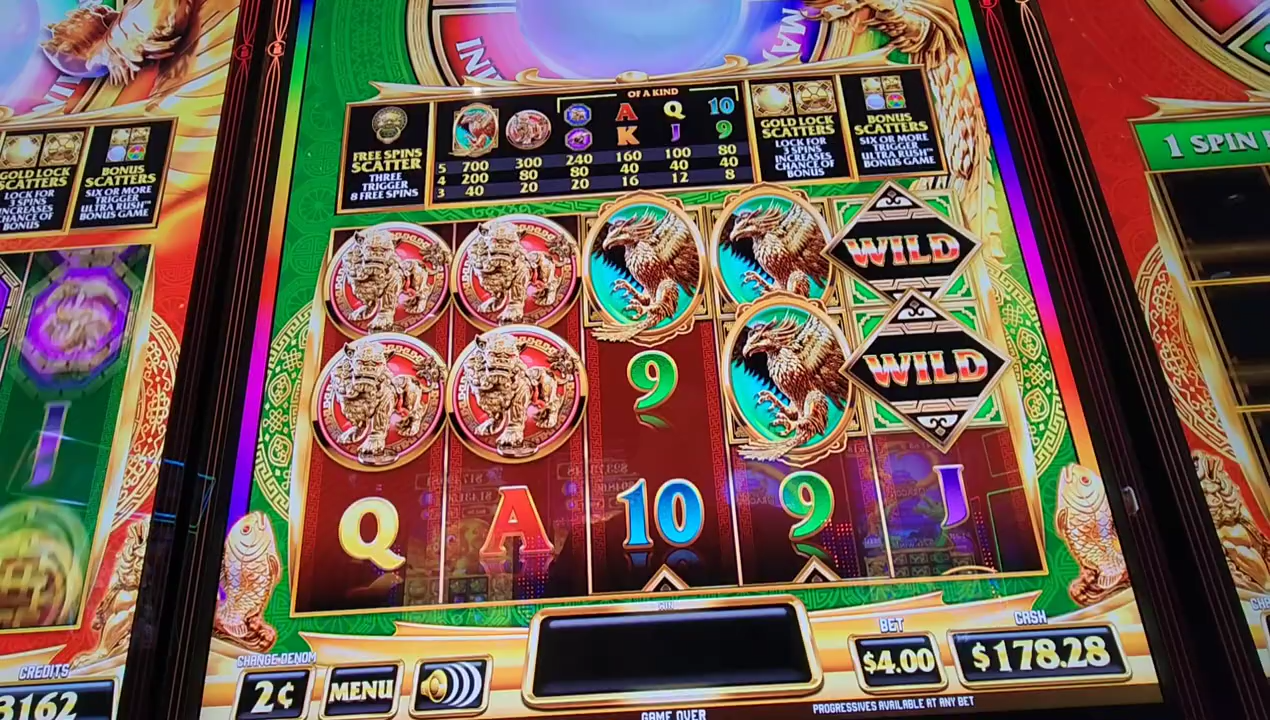 MAX
OF A KIND
A Q 10
K J 9
FREE SPINS
SCATTER
THREE
TRIGGER
8 FREE SPINS
5 700 300 240 160 100 80
4 200 80 80 40 40 40
3 40 20 20 16 12 8
GOLD LOCK
SCATTERS
LOCK FOR
3 SPINS
INCREASES
CHANCE OF
BONUS
BONUS
SCATTERS
SIX OR MORE
TRIGGER
ULTRA RUSH™
BONUS GAME
GOLD LOCK
SCATTERS
LOCK FOR
3 SPINS
INCREASES
CHANCE OF
BONUS
BONUS
SCATTERS
SIX OR MORE
TRIGGER
ULTRA RUSH™
BONUS GAME
1 SPIN
WILD
WILD
9
J
Q A 10 9 J
WIN
CREDITS
3162
CHANGE DENOM
2¢
MENU
BET
$4.00
CASH
$178.28
GAME OVER
PROGRESSIVES AVAILABLE AT ANY BET